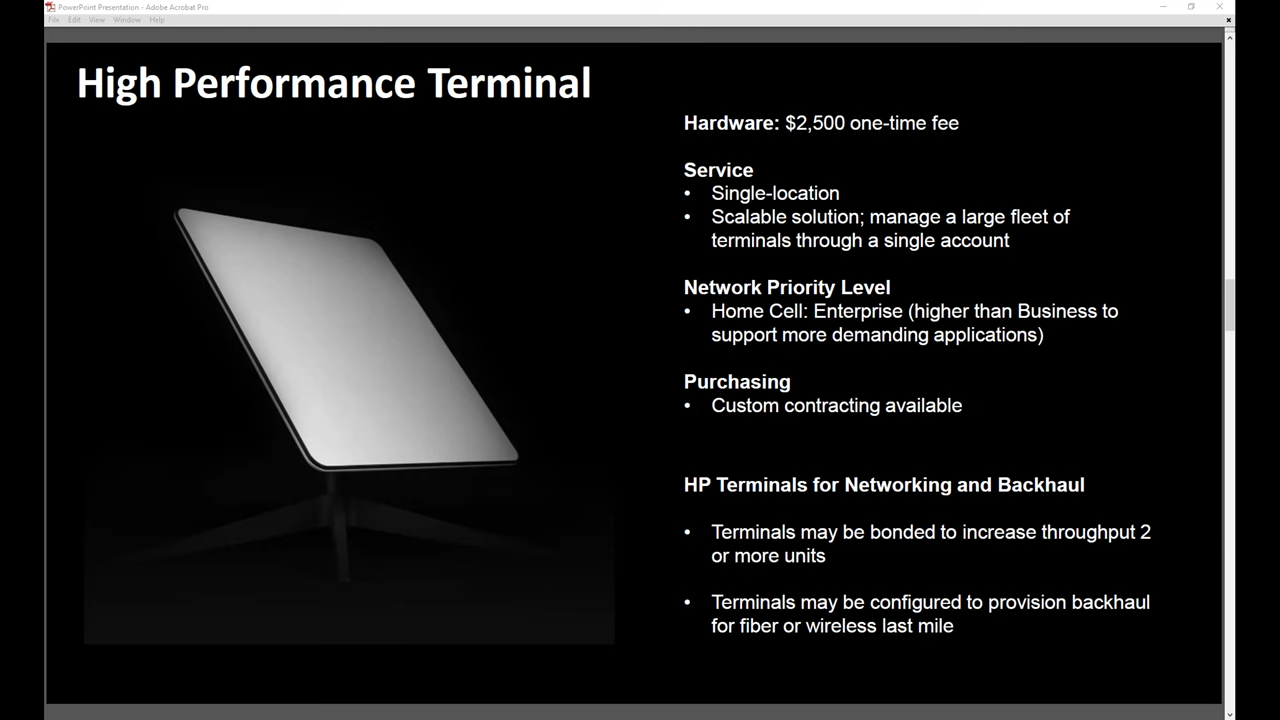 PowerPoint Presentation - Adobe Acrobat Pro
File Edit View Window Help
High Performance Terminal
Hardware: $2,500 one-time fee
Service
• Single-location
• Scalable solution; manage a large fleet of
terminals through a single account
Network Priority Level
• Home Cell: Enterprise (higher than Business to
support more demanding applications)
Purchasing
• Custom contracting available
HP Terminals for Networking and Backhaul
• Terminals may be bonded to increase throughput 2
or more units
• Terminals may be configured to provision backhaul
for fiber or wireless last mile